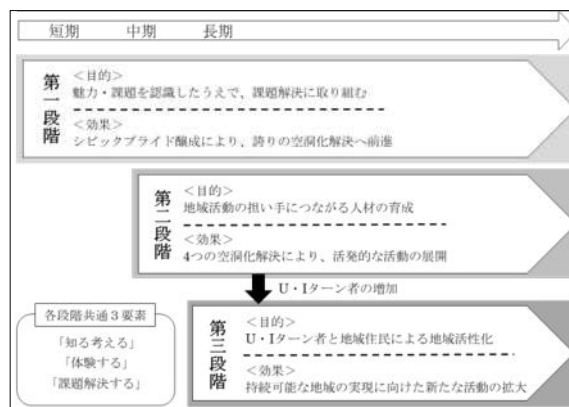 短期　中期　長期
第一段階
＜目的＞
魅力・課題を認識したうえで、課題解決に取り組む
＜効果＞
シビックプライド醸成により、誇りの空洞化解決へ前進
第二段階
＜目的＞
地域活動の担い手につながる人材の育成
＜効果＞
4つの空洞化解決により、活発的な活動の展開
U・Iターン者の増加
各段階共通３要素
「知る考える」
「体験する」
「課題解決する」
第三段階
＜目的＞
U・Iターン者と地域住民による地域活性化
＜効果＞
持続可能な地域の実現に向けた新たな活動の拡大